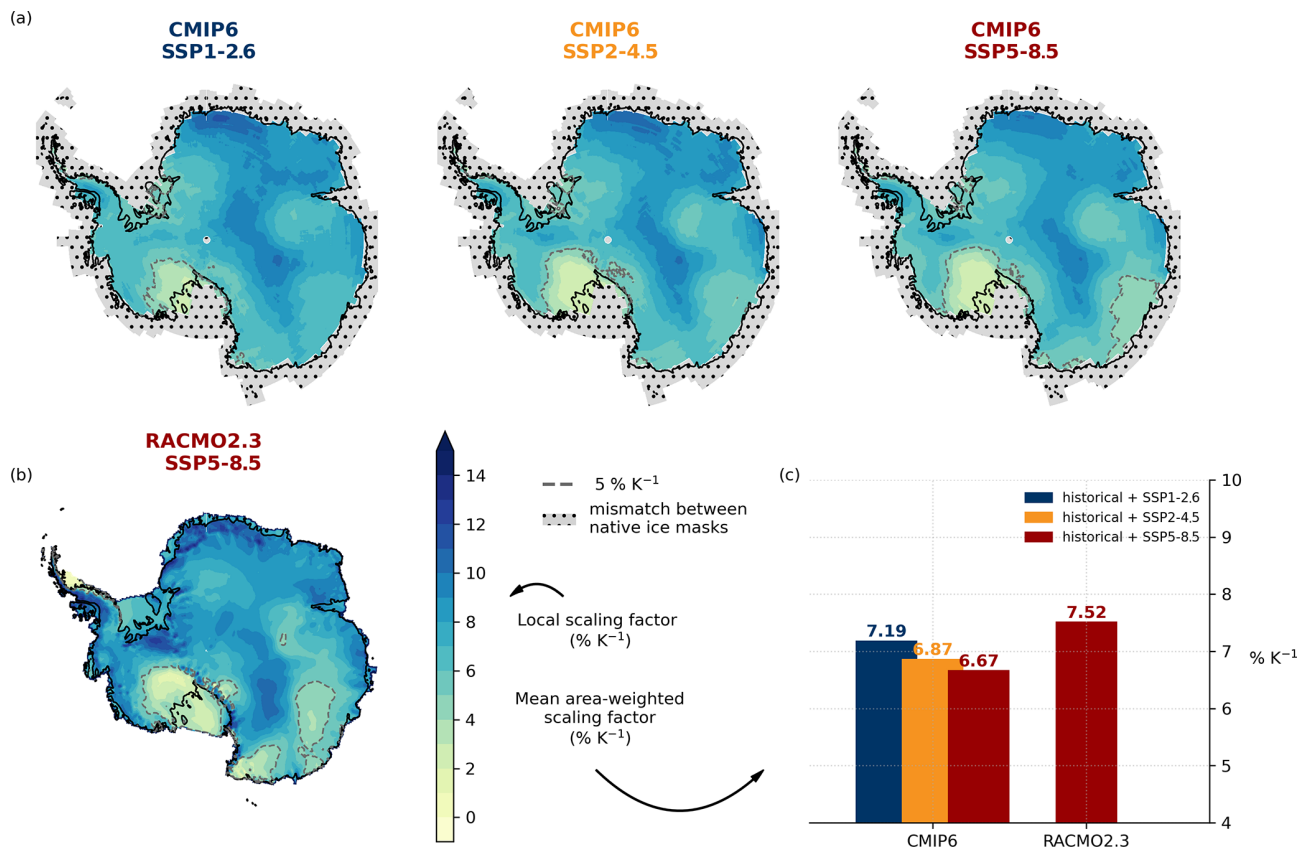 (a)
CMIP6
SSP1-2.6
CMIP6
SSP2-4.5
CMIP6
SSP5-8.5
RACMO2.3
SSP5-8.5
(b)
14
12
10
8
6
4
2
0
5 % K⁻¹
mismatch between
native ice masks
Local scaling factor
(% K⁻¹)
Mean area-weighted
scaling factor
(% K⁻¹)
(c)
historical + SSP1-2.6
historical + SSP2-4.5
historical + SSP5-8.5
7.19
6.87
6.67
7.52
10
9
8
7
6
5
4
% K⁻¹
CMIP6
RACMO2.3